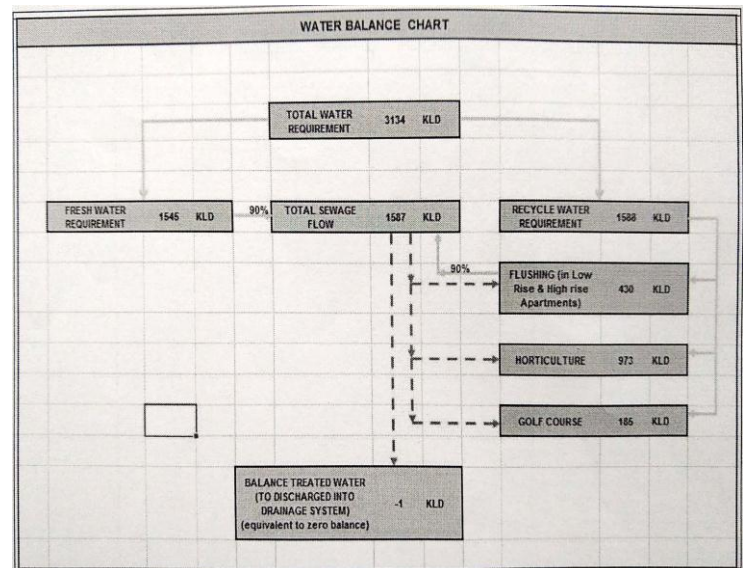 WATER BALANCE CHART
TOTAL WATER
REQUIREMENT
3134 KLD
FRESH WATER
REQUIREMENT
1545 KLD
90%
TOTAL SEWAGE
FLOW
1587 KLD
RECYCLE WATER
REQUIREMENT
1588 KLD
90%
FLUSHING (in Low
Rise & High rise
Apartments)
430 KLD
HORTICULTURE 973 KLD
GOLF COURSE 185 KLD
BALANCE TREATED WATER
(TO DISCHARGED INTO
DRAINAGE SYSTEM)
(equivalent to zero balance)
-1 KLD